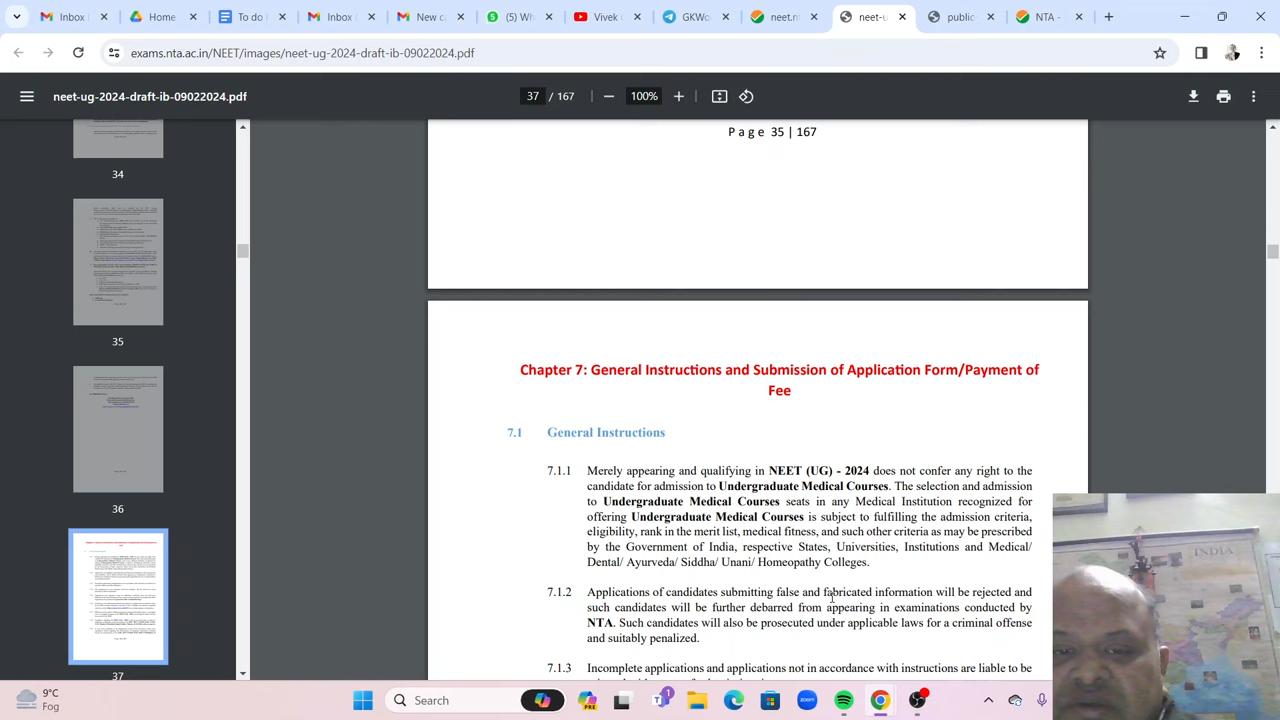 Inbox (
Home
To do l
Inbox (
New ca
(5) Wh
Vivek C
GKWo
neet.n
neet-u
public
NTA -
exams.nta.ac.in/NEET/images/neet-ug-2024-draft-ib-09022024.pdf
neet-ug-2024-draft-ib-09022024.pdf
37 / 167
100%
34
35
36
37
Page 35 | 167
Chapter 7: General Instructions and Submission of Application Form/Payment of
Fee
7.1 General Instructions
7.1.1 Merely appearing and qualifying in NEET (UG) - 2024 does not confer any right to the
candidate for admission to Undergraduate Medical Courses. The selection and admission
to Undergraduate Medical Courses seats in any Medical Institution recognized for
offering Undergraduate Medical Courses is subject to fulfilling the admission criteria,
eligibility, rank in the merit list, medical fitness, and such other criteria as may be prescribed
by the Government of India, respective States, Universities, Institutions and Medical/
Dental/ Ayurveda/ Siddha/ Unani/ Homeopathy Colleges.
7.1.2 Applications of candidates submitting false and fabricated information will be rejected and
such candidates will be further debarred from appearing in examinations conducted by
NTA. Such candidates will also be prosecuted under applicable laws for a criminal offense
and suitably penalized.
7.1.3 Incomplete applications and applications not in accordance with instructions are liable to be
INDIA
9°C
Fog
Search
PRE
1
zoom